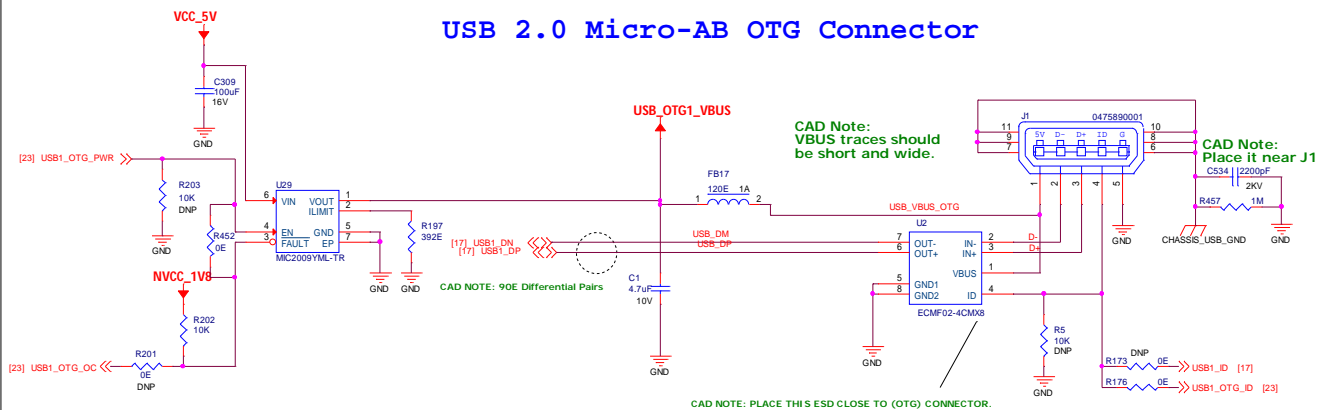 USB 2.0 Micro-AB OTG Connector
VCC_5V
C309
100uF
16V
GND
[23] USB1_OTG_PWR
R203
10K
DNP
GND
R452
0E
NVCC_1V8
R202
10K
[23] USB1_OTG_OC
R201
0E
DNP
U29
6 VIN VOUT 1
ILIMIT 2
4 EN GND 5
3 FAULT EP 7
MIC2009YML-TR
GND
R197
392E
GND
[17] USB1_DN
[17] USB1_DP
CAD NOTE: 90E Differential Pairs
USB_OTG1_VBUS
FB17
120E 1A
1 2
C1
4.7uF
10V
GND
USB_VBUS_OTG
USB_DM
USB_DP
CAD Note:
VBUS traces should
be short and wide.
U2
7 OUT- IN- 2
6 OUT+ IN+ 3
VBUS 1
5 GND1
8 GND2 ID 4
ECMF02-4CMX8
GND
D-
D+
J1 0475890001
5V D- D+ ID G
11 10
9 8
7 6
1 2 3 4 5
GND
CAD Note:
Place it near J1
C534 2200pF
2KV
R457 1M
CHASSIS_USB_GND
GND
R5
10K
DNP
GND
DNP
R173 0E USB1_ID [17]
R176 0E USB1_OTG_ID [23]
CAD NOTE: PLACE THIS ESD CLOSE TO (OTG) CONNECTOR.